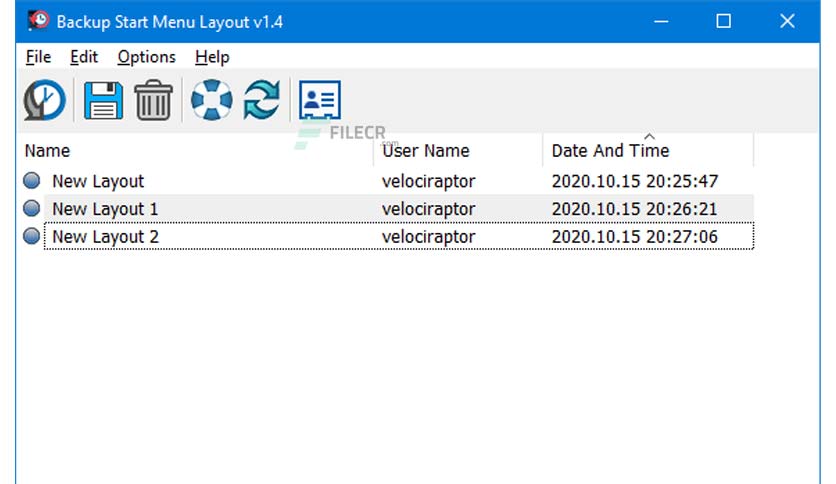 Backup Start Menu Layout v1.4
File Edit Options Help
FILECR
.com
Name User Name Date And Time
New Layout velociraptor 2020.10.15 20:25:47
New Layout 1 velociraptor 2020.10.15 20:26:21
New Layout 2 velociraptor 2020.10.15 20:27:06